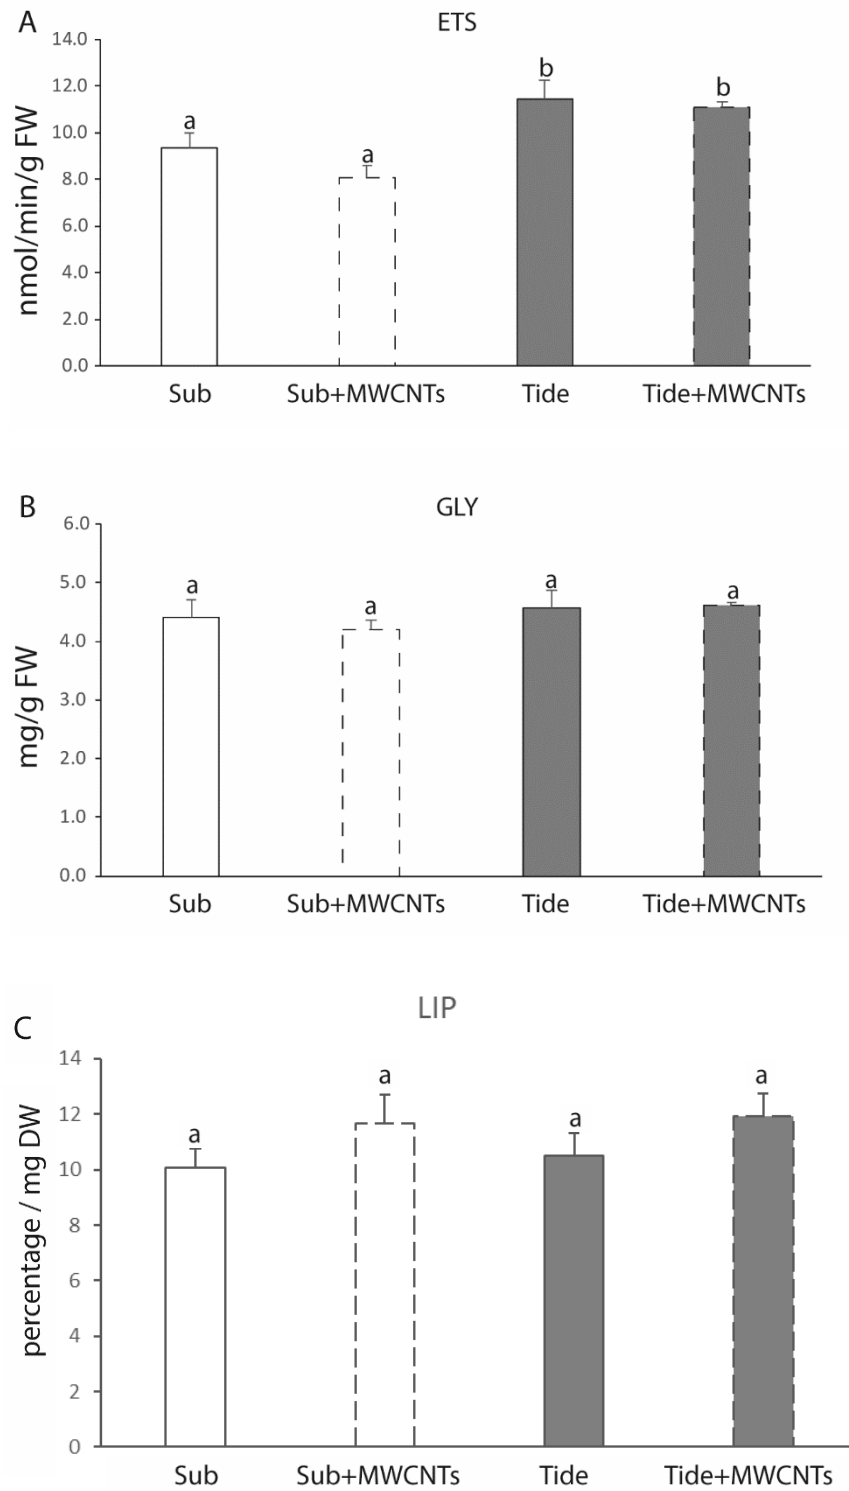 A
ETS
nmol/min/g FW
14.0
12.0
10.0
8.0
6.0
4.0
2.0
0.0
a
a
b
b
Sub
Sub+MWCNTs
Tide
Tide+MWCNTs
B
GLY
mg/g FW
6.0
5.0
4.0
3.0
2.0
1.0
0.0
a
a
a
a
Sub
Sub+MWCNTs
Tide
Tide+MWCNTs
C
LIP
percentage / mg DW
14
12
10
8
6
4
2
0
a
a
a
a
Sub
Sub+MWCNTs
Tide
Tide+MWCNTs